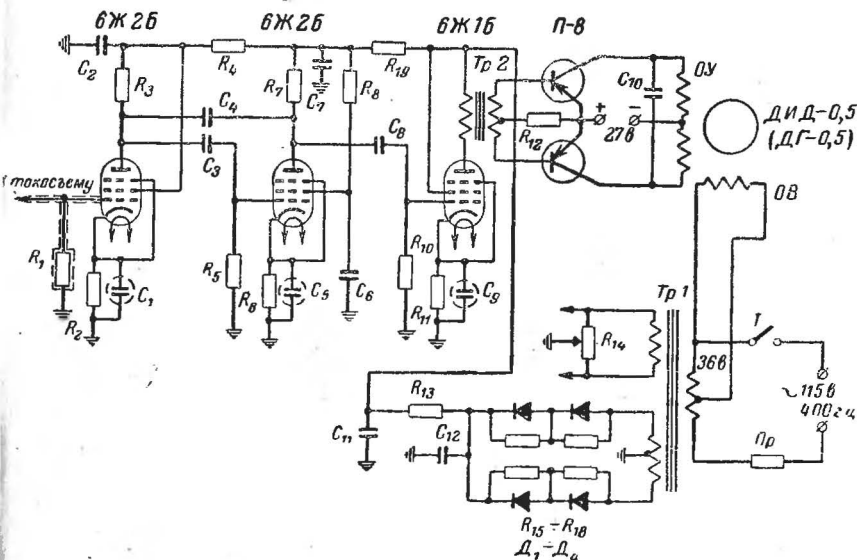 6Ж2Б 6Ж2Б 6Ж1Б П-8
C2 R4 R19 Тр 2 ОУ
R3 R7 C7 R8 C10
C4 + - ДИД-0,5
R12 27в (ДГ-0,5)
C3 C8
токосъему ОВ
R1 R5 R10
C1 R6 C5 C6 R11 C9
R2 Тр 1
R14 36в Т
~115в
400гц
R13
C11 C12 Пр
R15 ÷ R18
Д1-Д4